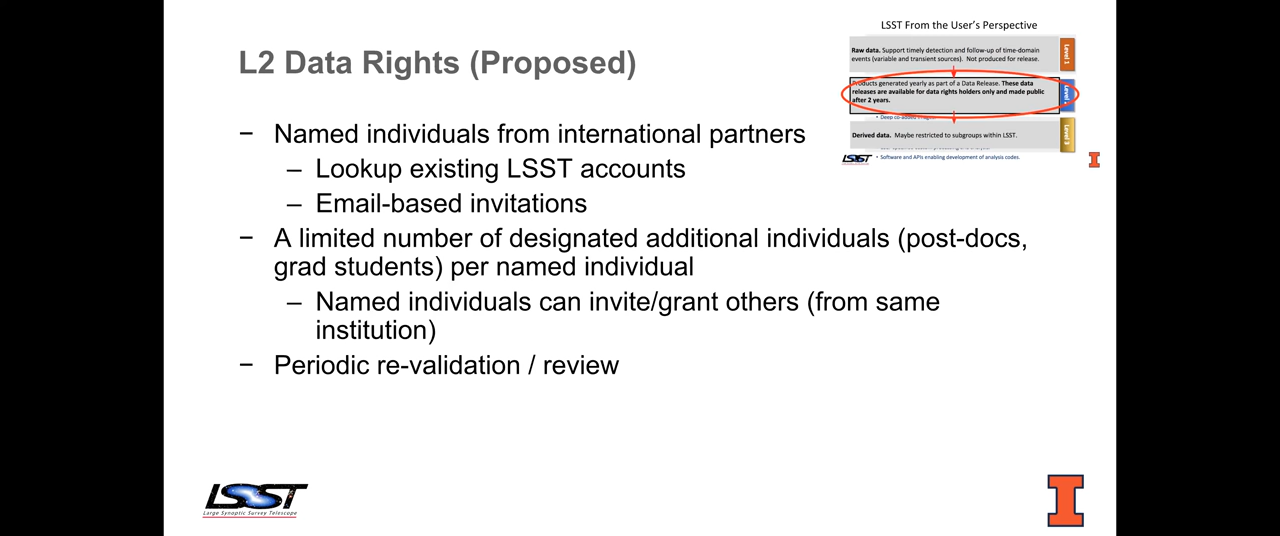 L2 Data Rights (Proposed)
− Named individuals from international partners
– Lookup existing LSST accounts
– Email-based invitations
− A limited number of designated additional individuals (post-docs,
grad students) per named individual
– Named individuals can invite/grant others (from same
institution)
− Periodic re-validation / review
LSST From the User's Perspective
Raw data. Support timely detection and follow-up of time-domain
events (variable and transient sources). Not produced for release.
Level 1
Products generated yearly as part of a Data Release. These data
releases are available for data rights holders only and made public
after 2 years.
Level
• Deep co-added
Derived data. Maybe restricted to subgroups within LSST.
Level 3
• Software and APIs enabling development of analysis codes.
LSST
LSST
Large Synoptic Survey Telescope